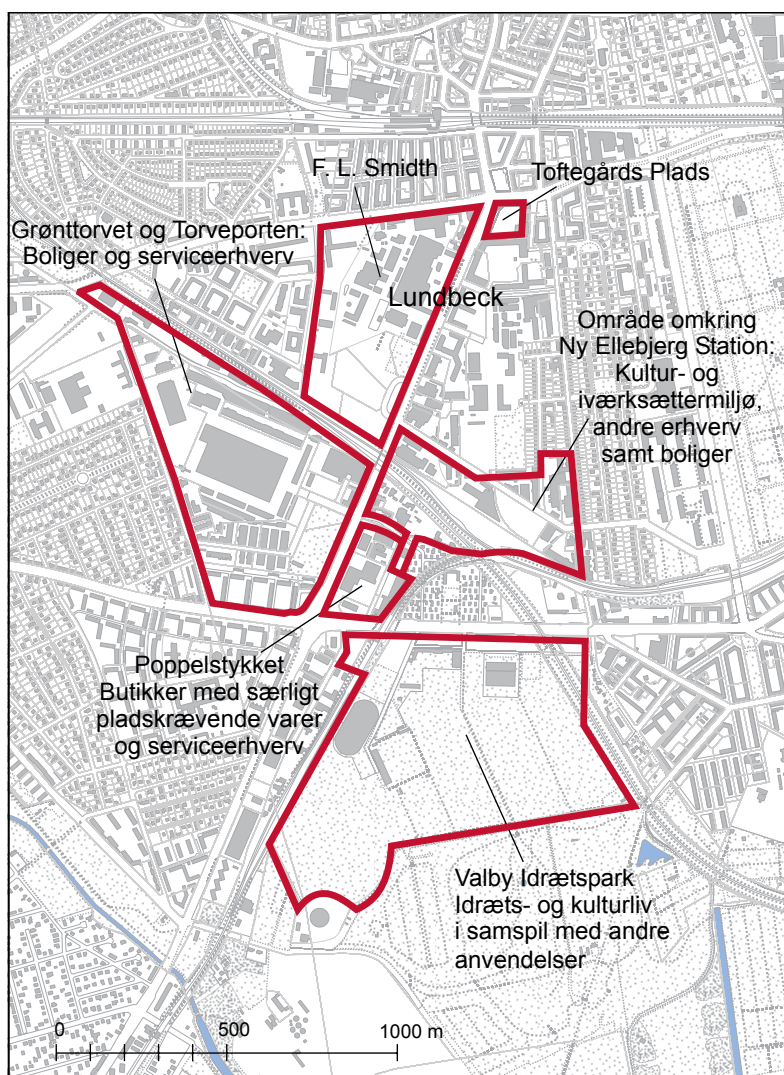 F. L. Smidth
Toftegårds Plads
Grønttorvet og Torveporten:
Boliger og serviceerhverv
Lundbeck
Område omkring
Ny Ellebjerg Station:
Kultur- og
iværksættermiljø,
andre erhverv
samt boliger
Poppelstykket
Butikker med særligt
pladskrævende varer
og serviceerhverv
Valby Idrætspark
Idræts- og kulturliv
i samspil med andre
anvendelser
0 500 1000 m